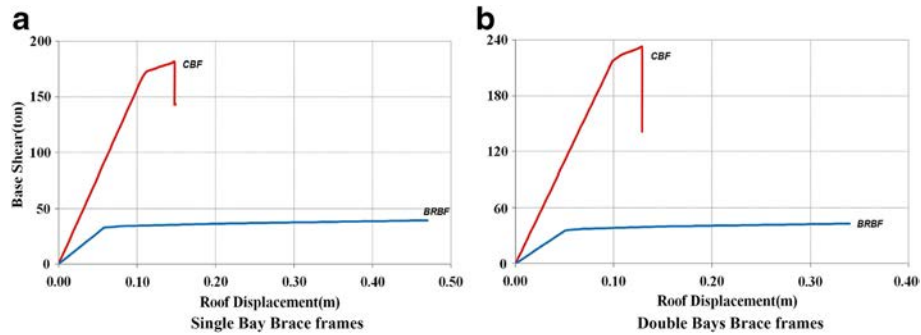 a
200
150
100
50
0
Base Shear(ton)
CBF
BRBF
0.00 0.10 0.20 0.30 0.40 0.50
Roof Displacement(m)
Single Bay Brace frames
b
240
180
120
60
0
CBF
BRBF
0.00 0.10 0.20 0.30 0.40
Roof Displacement(m)
Double Bays Brace frames